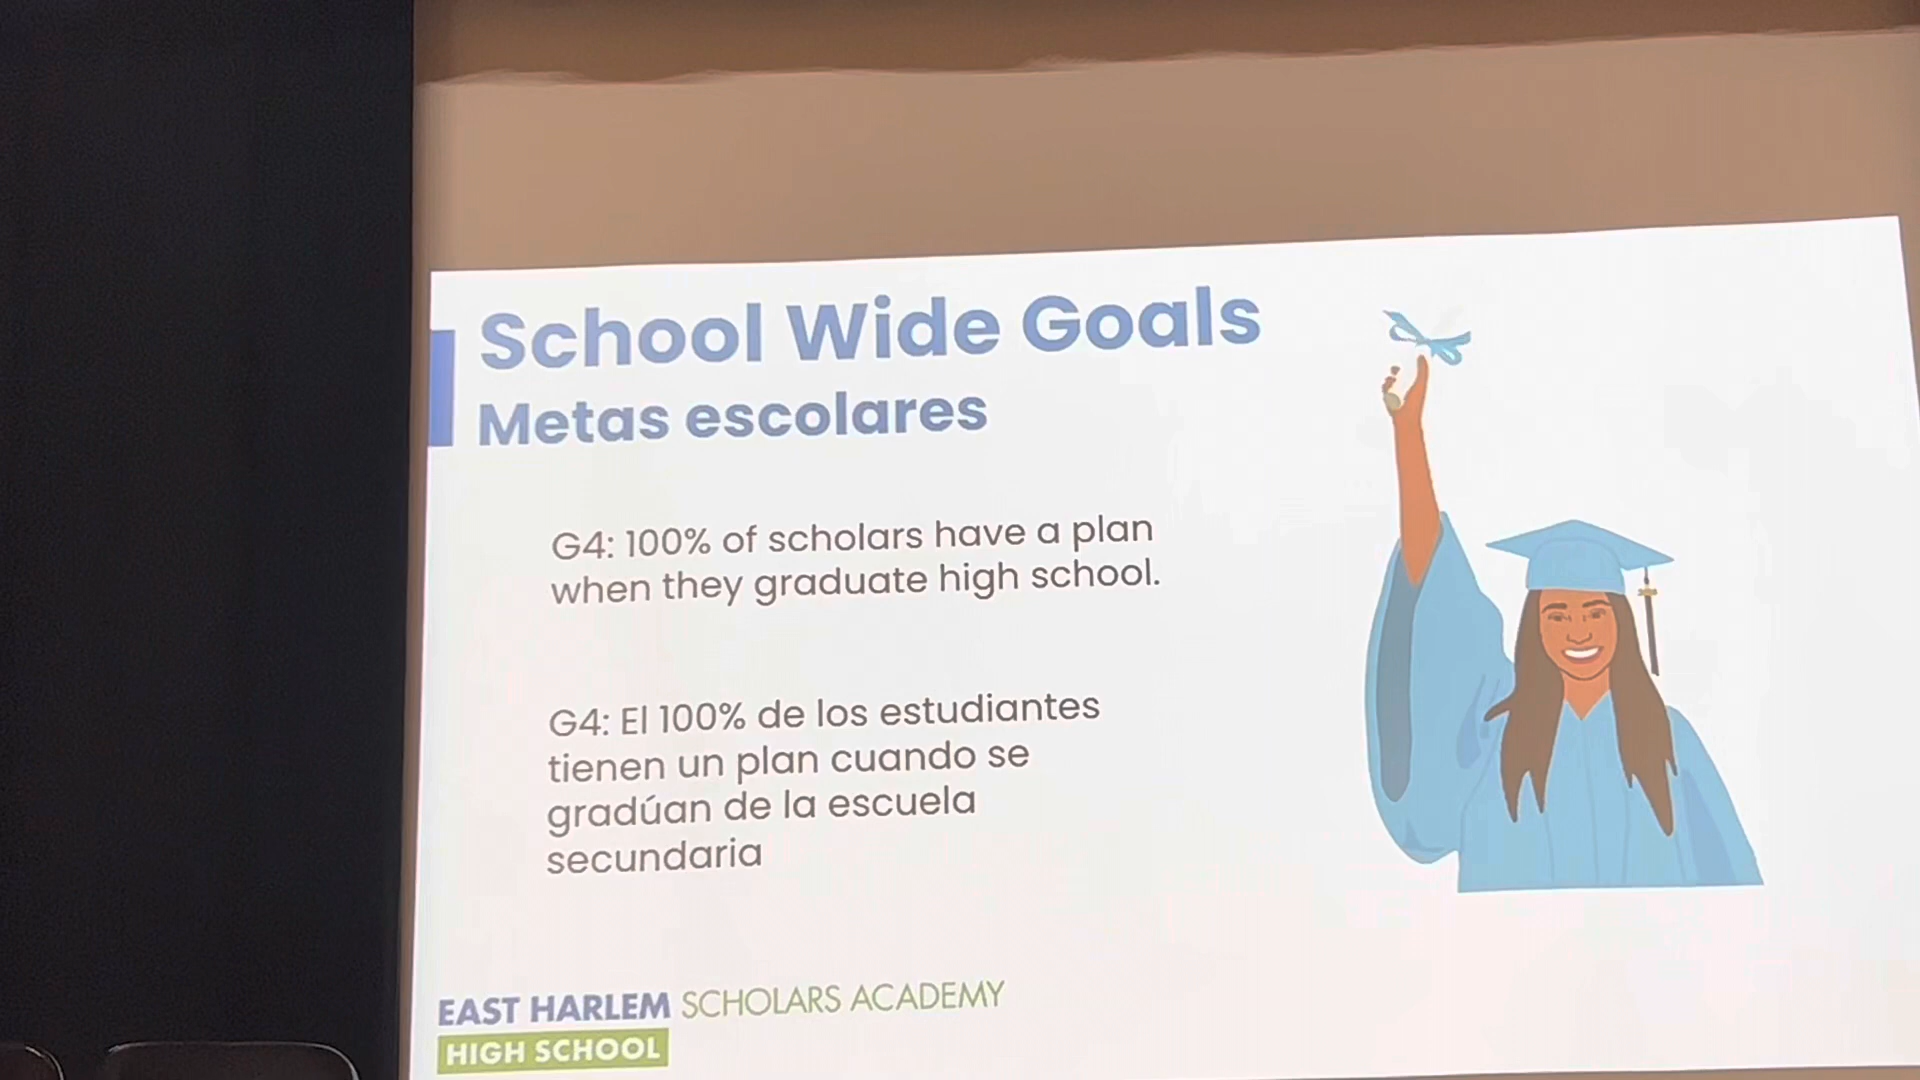 School Wide Goals
Metas escolares
G4: 100% of scholars have a plan
when they graduate high school.
G4: El 100% de los estudiantes
tienen un plan cuando se
gradúan de la escuela
secundaria
EAST HARLEM SCHOLARS ACADEMY
HIGH SCHOOL